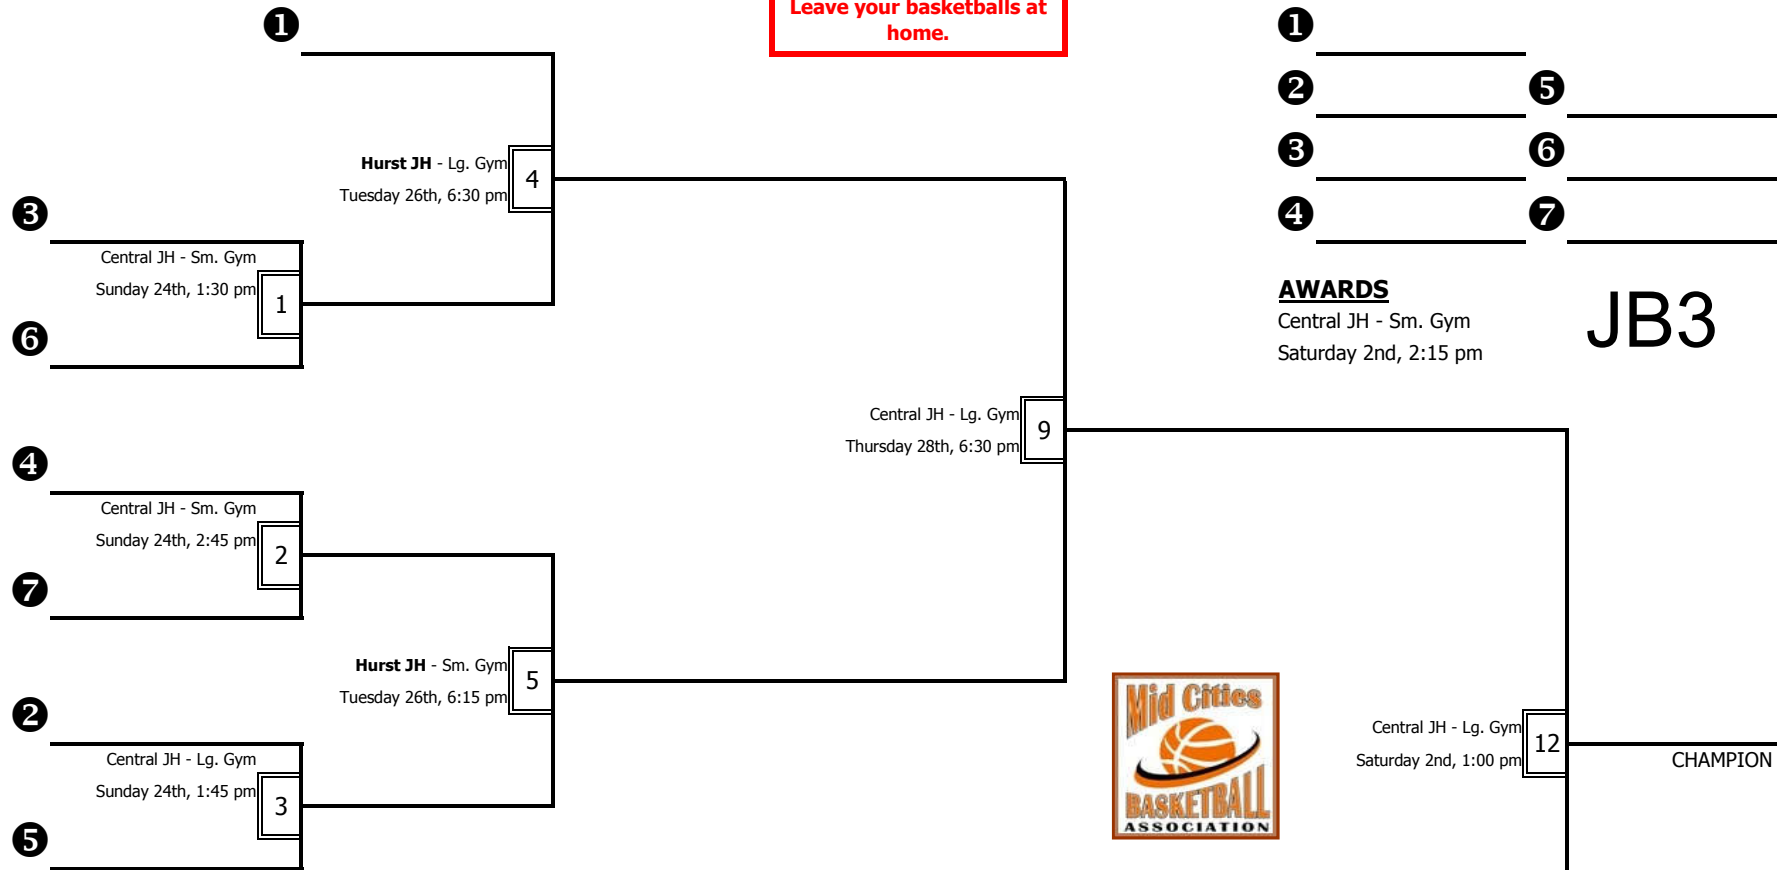 Leave your basketballs at
home.
❶
Hurst JH - Lg. Gym
Tuesday 26th, 6:30 pm
4
❸
Central JH - Sm. Gym
Sunday 24th, 1:30 pm
1
❻
❹
Central JH - Sm. Gym
Sunday 24th, 2:45 pm
2
❼
Hurst JH - Sm. Gym
Tuesday 26th, 6:15 pm
5
❷
Central JH - Lg. Gym
Sunday 24th, 1:45 pm
3
❺
Central JH - Lg. Gym
Thursday 28th, 6:30 pm
9
❶
❷
❸
❹
❺
❻
❼
AWARDS
Central JH - Sm. Gym
Saturday 2nd, 2:15 pm
JB3
Mid Cities
BASKETBALL
ASSOCIATION
Central JH - Lg. Gym
Saturday 2nd, 1:00 pm
12
CHAMPION